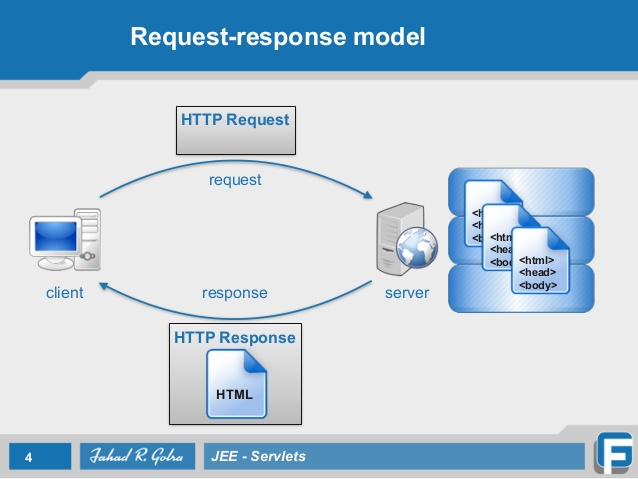 Request-response model
HTTP Request
request
client
response
server
<html>
<head>
<body>
HTTP Response
HTML
4
Fahad R. Golra
JEE - Servlets
F